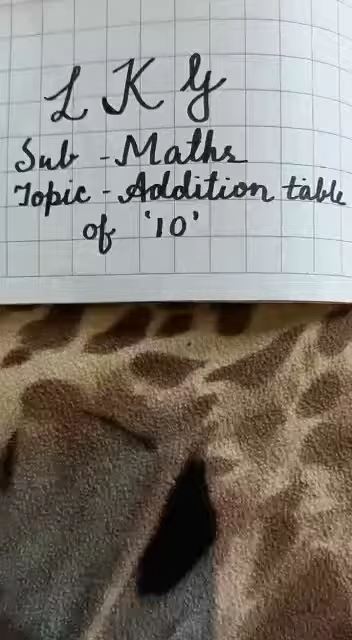 L K G
Sub - Maths
Topic - Addition table
of '10'